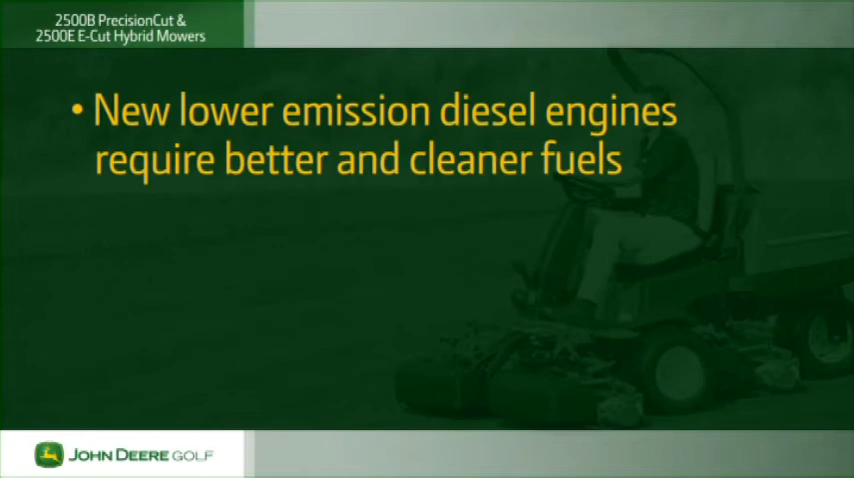 2500B PrecisionCut &
2500E E-Cut Hybrid Mowers
• New lower emission diesel engines
require better and cleaner fuels
JOHN DEERE GOLF